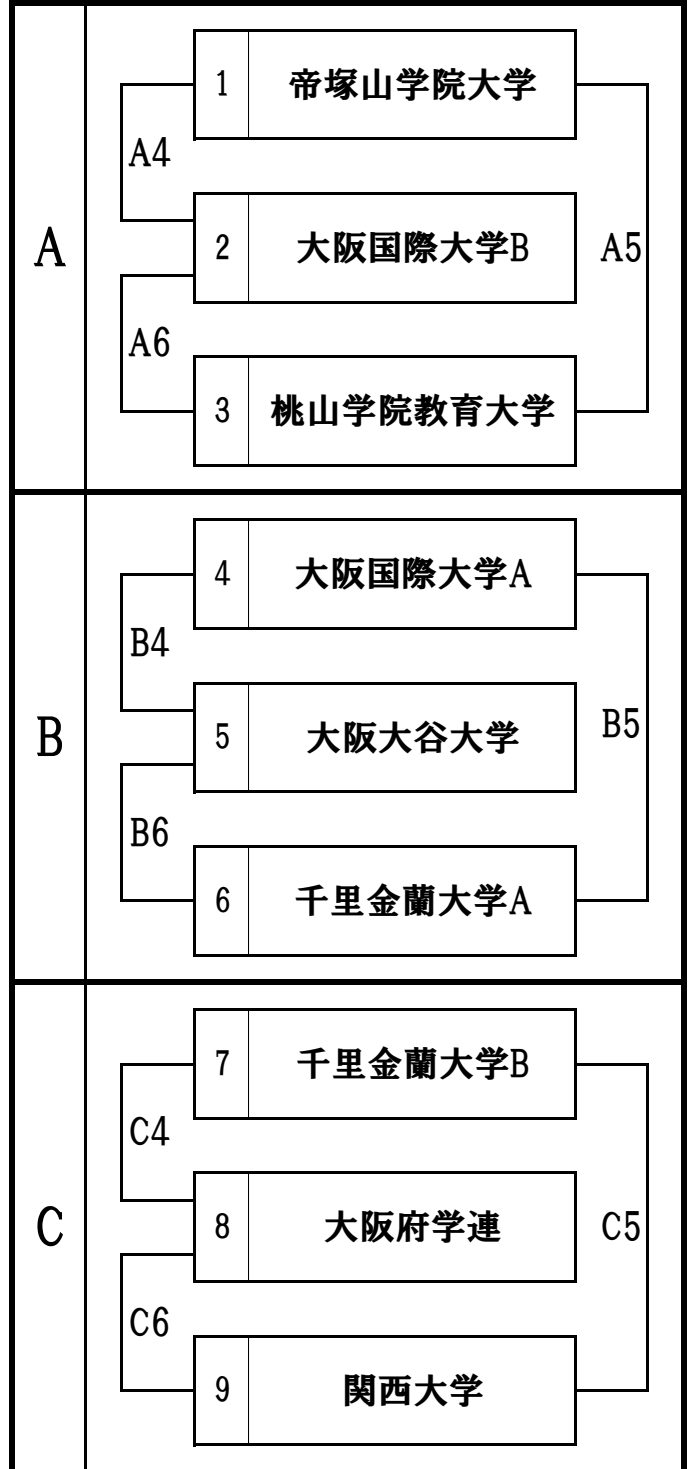 A
1 帝塚山学院大学
A4
2 大阪国際大学B
A5
A6
3 桃山学院教育大学
B
4 大阪国際大学A
B4
5 大阪大谷大学
B5
B6
6 千里金蘭大学A
C
7 千里金蘭大学B
C4
8 大阪府学連
C5
C6
9 関西大学